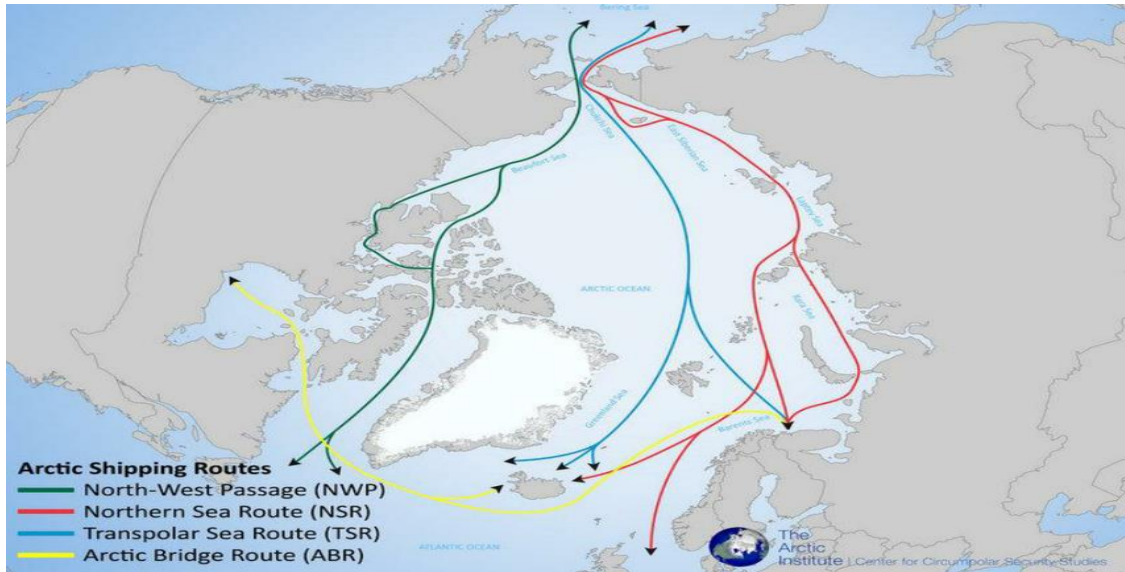 Bering Sea
Chukchi Sea
East Siberian Sea
Beaufort Sea
Laptev Sea
ARCTIC OCEAN
Kara Sea
Greenland Sea
Barents Sea
Arctic Shipping Routes
North-West Passage (NWP)
Northern Sea Route (NSR)
Transpolar Sea Route (TSR)
Arctic Bridge Route (ABR)
ATLANTIC OCEAN
The
Arctic
Institute | Center for Circumpolar Security Studies